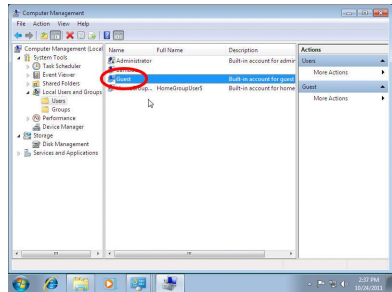 Computer Management
File Action View Help
Computer Management (Local
System Tools
Task Scheduler
Event Viewer
Shared Folders
Local Users and Groups
Users
Groups
Performance
Device Manager
Storage
Disk Management
Services and Applications
Name Full Name Description
Administrator Built-in account for admir
Guest Built-in account for guest
HomeGroupUser$ Built-in account for home
Actions
Users
More Actions
Guest
More Actions
2:37 PM
10/24/2011